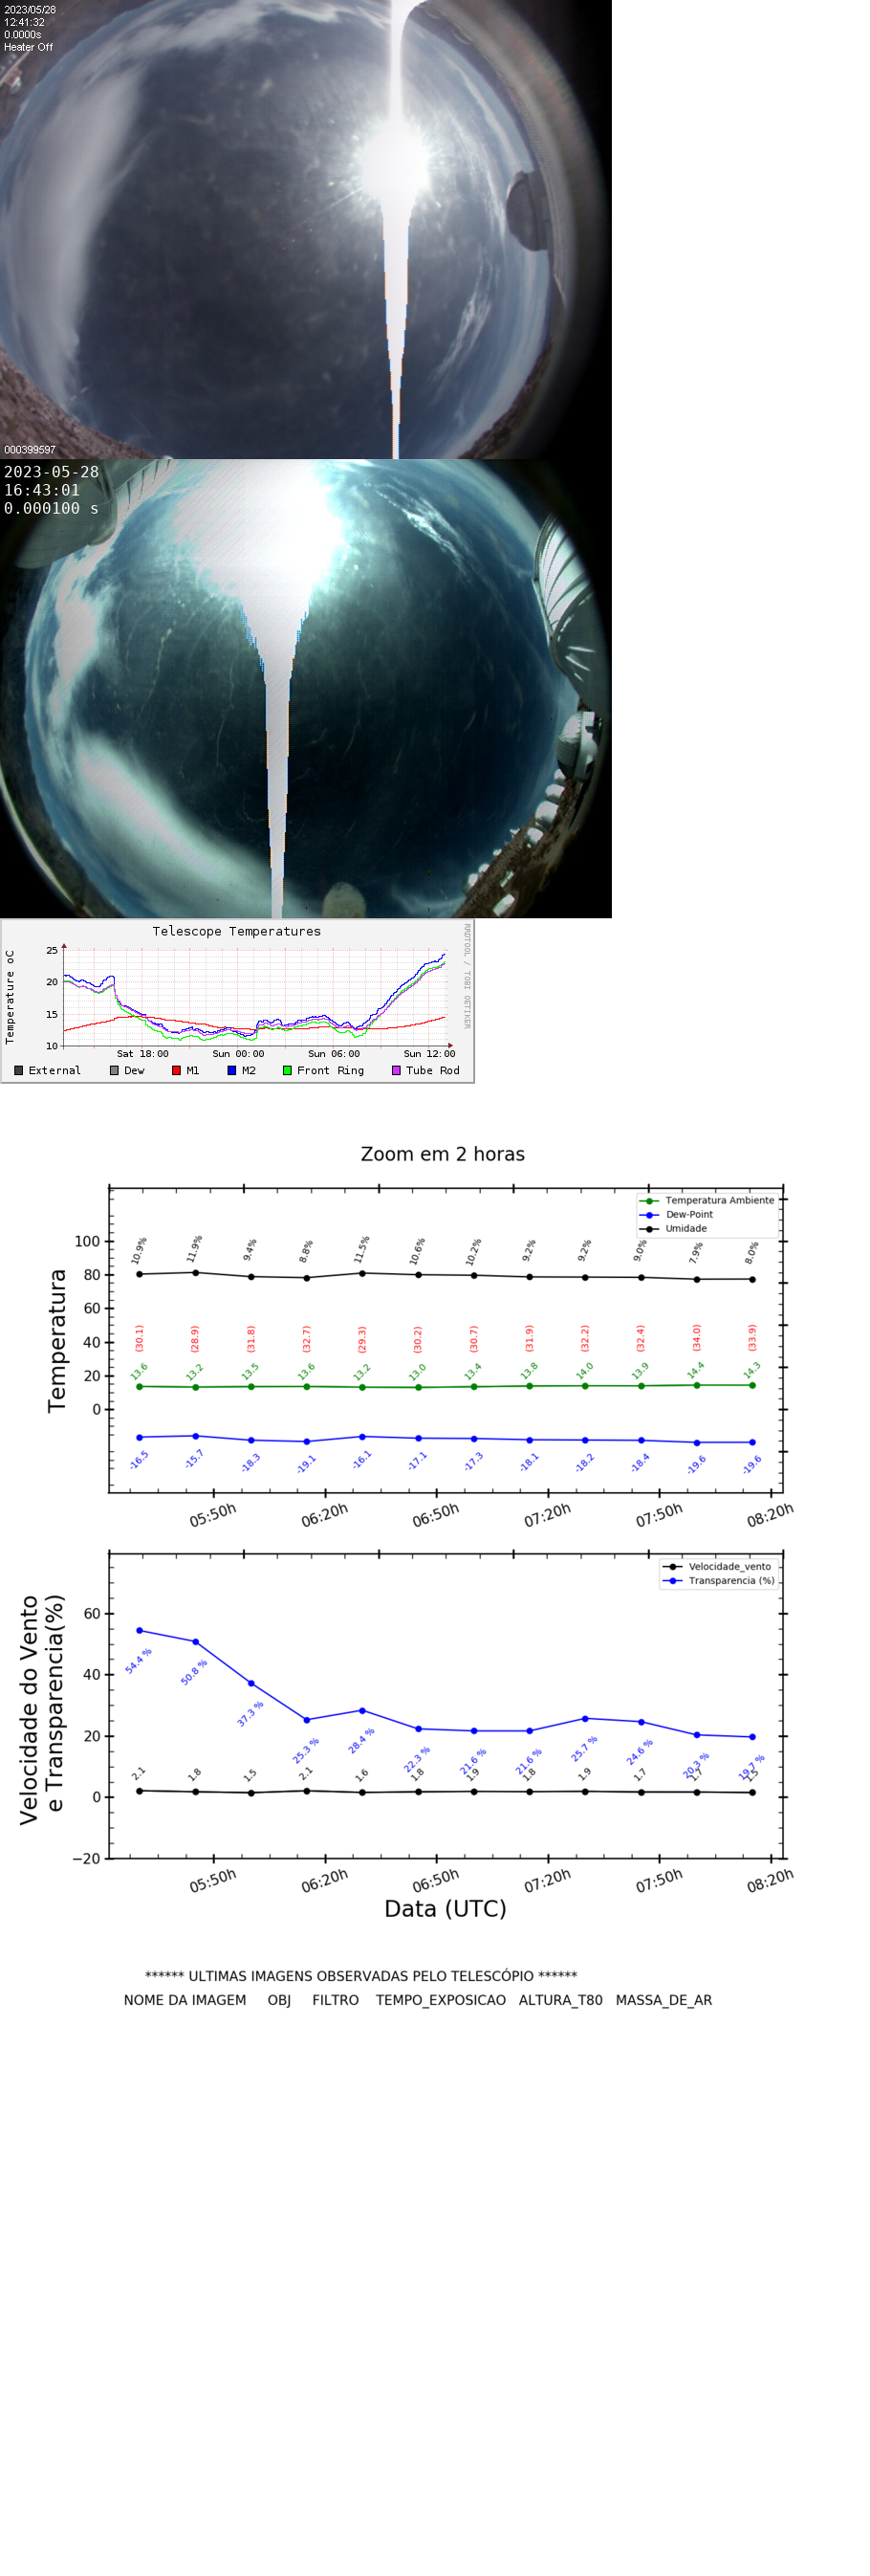 2023/05/28
12:41:32
0.0000s
Heater Off
000399597
2023-05-28
16:43:01
0.000100 s
Telescope Temperatures
RRDTOOL / TOBI OETIKER
Temperature oC
25
20
15
10
Sat 18:00 Sun 00:00 Sun 06:00 Sun 12:00
External Dew M1 M2 Front Ring Tube Rod
Zoom em 2 horas
Temperatura
Temperatura Ambiente
Dew-Point
Umidade
100
80
60
40
20
0
10.9% 11.9% 9.4% 8.8% 11.5% 10.6% 10.2% 9.2% 9.2% 9.0% 7.9% 8.0%
(30.1) (28.9) (31.8) (32.7) (29.3) (30.2) (30.7) (31.9) (32.2) (32.4) (34.0) (33.9)
13.6 13.2 13.5 13.6 13.2 13.0 13.4 13.8 14.0 13.9 14.4 14.3
-16.5 -15.7 -18.3 -19.1 -16.1 -17.1 -17.3 -18.1 -18.2 -18.4 -19.6 -19.6
05:50h 06:20h 06:50h 07:20h 07:50h 08:20h
Velocidade do Vento
e Transparencia(%)
Velocidade_vento
Transparencia (%)
60
40
20
0
−20
54.4 % 50.8 % 37.3 % 25.3 % 28.4 % 22.3 % 21.6 % 21.6 % 25.7 % 24.6 % 20.3 % 19.7 %
2.1 1.8 1.5 2.1 1.6 1.8 1.9 1.8 1.9 1.7 1.7 1.5
05:50h 06:20h 06:50h 07:20h 07:50h 08:20h
Data (UTC)
****** ULTIMAS IMAGENS OBSERVADAS PELO TELESCÓPIO ******
NOME DA IMAGEM OBJ FILTRO TEMPO_EXPOSICAO ALTURA_T80 MASSA_DE_AR